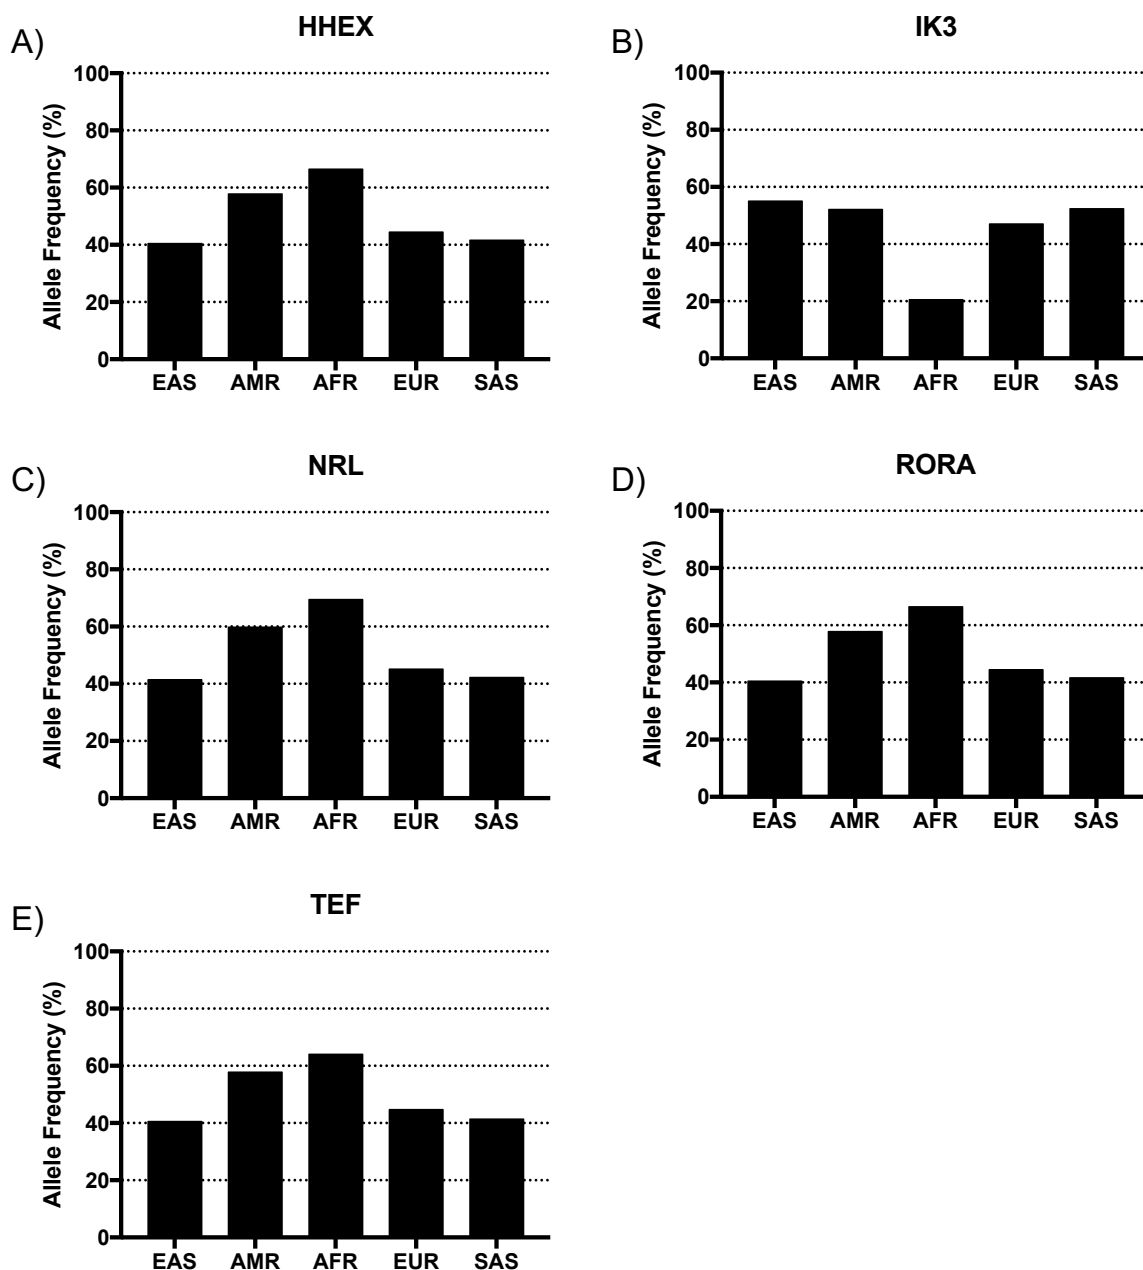 A)
HHEX
Allele Frequency (%)
100
80
60
40
20
0
EAS AMR AFR EUR SAS
B)
IK3
Allele Frequency (%)
100
80
60
40
20
0
EAS AMR AFR EUR SAS
C)
NRL
Allele Frequency (%)
100
80
60
40
20
0
EAS AMR AFR EUR SAS
D)
RORA
Allele Frequency (%)
100
80
60
40
20
0
EAS AMR AFR EUR SAS
E)
TEF
Allele Frequency (%)
100
80
60
40
20
0
EAS AMR AFR EUR SAS